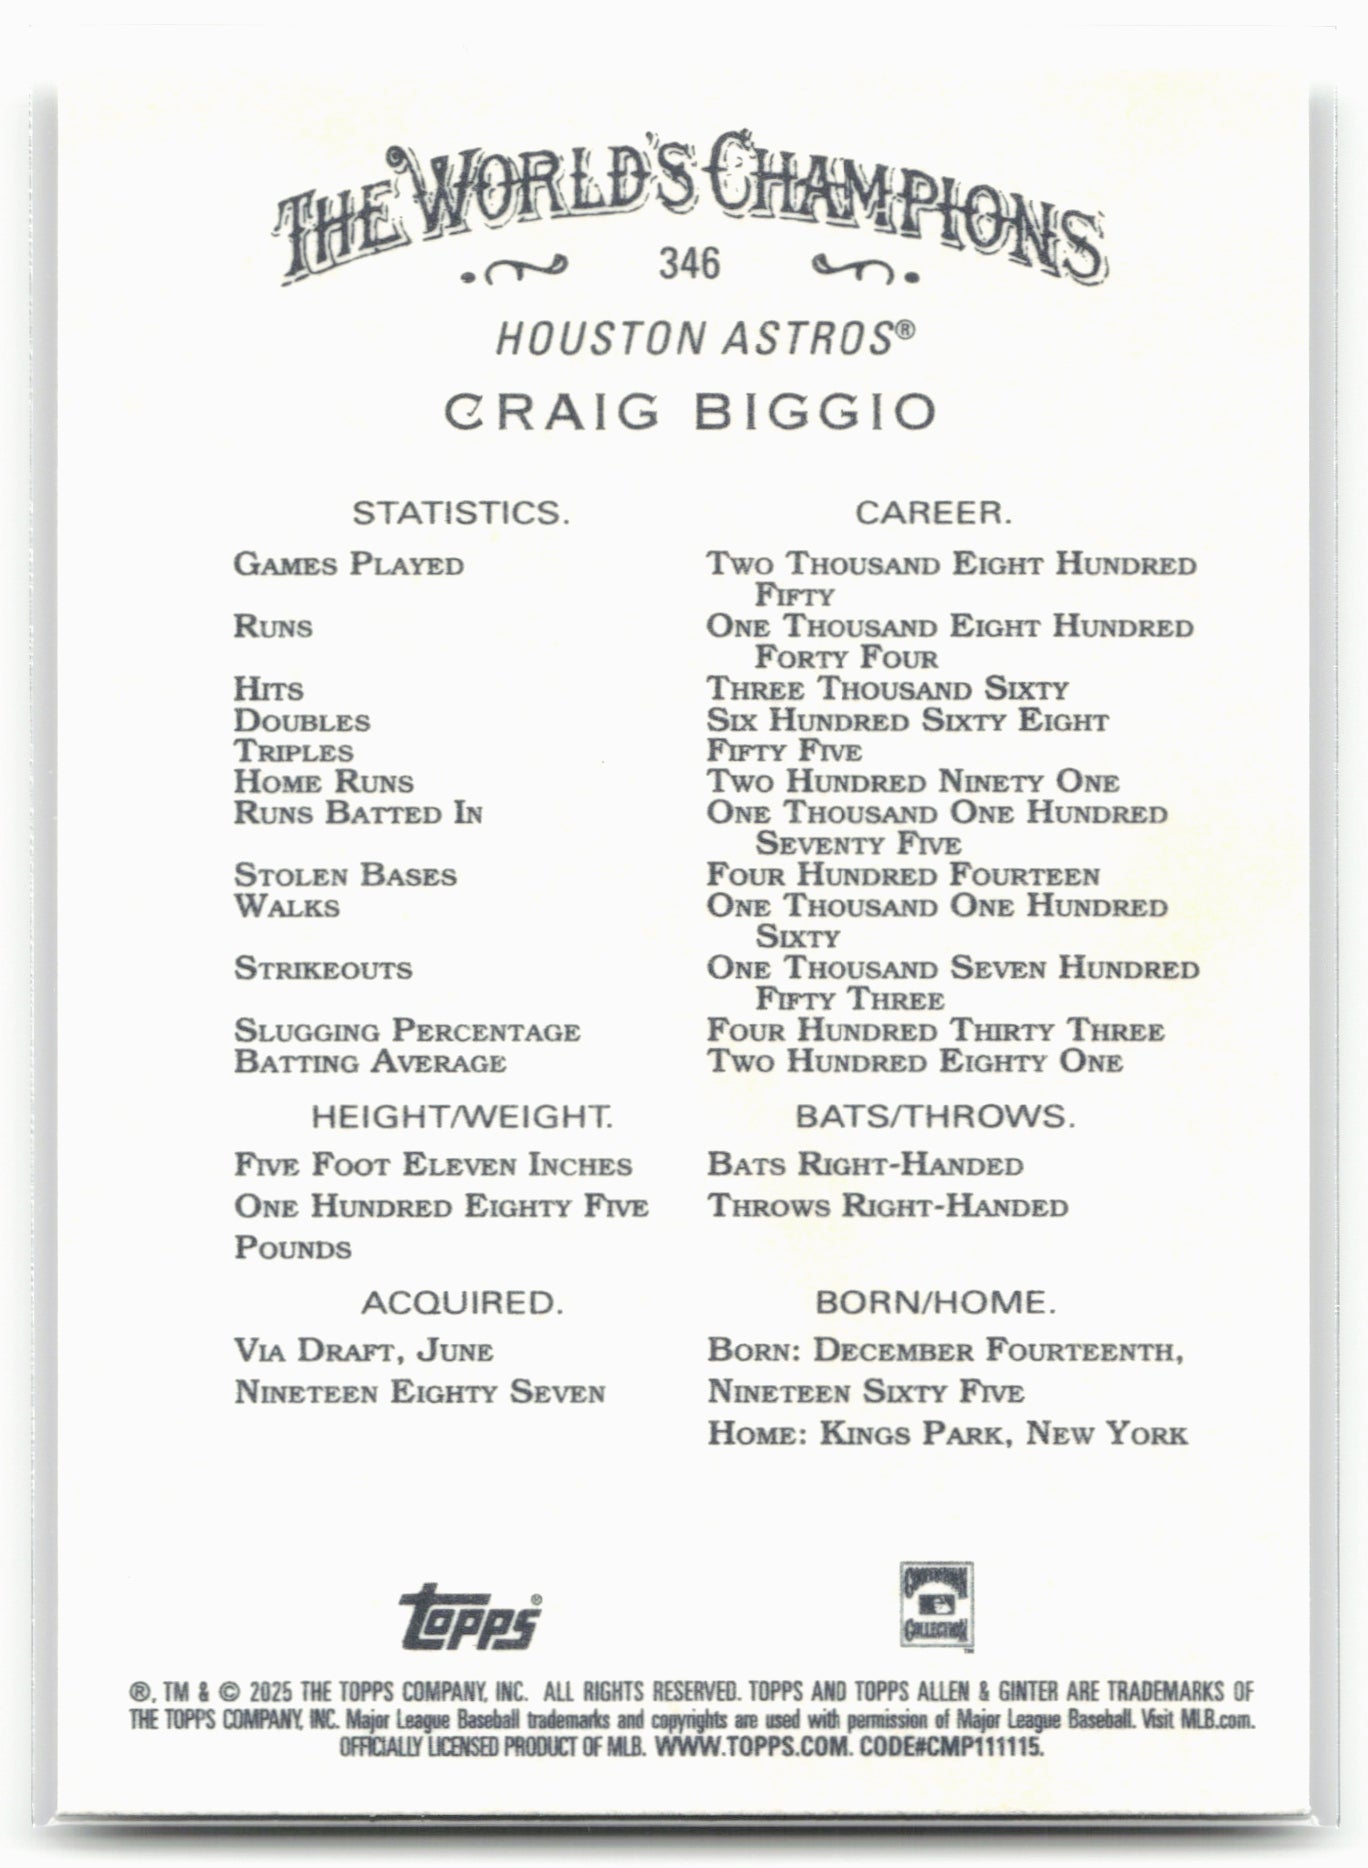 THE WORLD'S CHAMPIONS
346
HOUSTON ASTROS®
CRAIG BIGGIO
STATISTICS. CAREER.
GAMES PLAYED TWO THOUSAND EIGHT HUNDRED
FIFTY
RUNS ONE THOUSAND EIGHT HUNDRED
FORTY FOUR
HITS THREE THOUSAND SIXTY
DOUBLES SIX HUNDRED SIXTY EIGHT
TRIPLES FIFTY FIVE
HOME RUNS TWO HUNDRED NINETY ONE
RUNS BATTED IN ONE THOUSAND ONE HUNDRED
SEVENTY FIVE
STOLEN BASES FOUR HUNDRED FOURTEEN
WALKS ONE THOUSAND ONE HUNDRED
SIXTY
STRIKEOUTS ONE THOUSAND SEVEN HUNDRED
FIFTY THREE
SLUGGING PERCENTAGE FOUR HUNDRED THIRTY THREE
BATTING AVERAGE TWO HUNDRED EIGHTY ONE
HEIGHT/WEIGHT. BATS/THROWS.
FIVE FOOT ELEVEN INCHES BATS RIGHT-HANDED
ONE HUNDRED EIGHTY FIVE THROWS RIGHT-HANDED
POUNDS
ACQUIRED. BORN/HOME.
VIA DRAFT, JUNE BORN: DECEMBER FOURTEENTH,
NINETEEN EIGHTY SEVEN NINETEEN SIXTY FIVE
HOME: KINGS PARK, NEW YORK
topps®
COOPERSTOWN
COLLECTION™
®, TM & © 2025 THE TOPPS COMPANY, INC. ALL RIGHTS RESERVED. TOPPS AND TOPPS ALLEN & GINTER ARE TRADEMARKS OF
THE TOPPS COMPANY, INC. Major League Baseball trademarks and copyrights are used with permission of Major League Baseball. Visit MLB.com.
OFFICIALLY LICENSED PRODUCT OF MLB. WWW.TOPPS.COM. CODE#CMP111115.